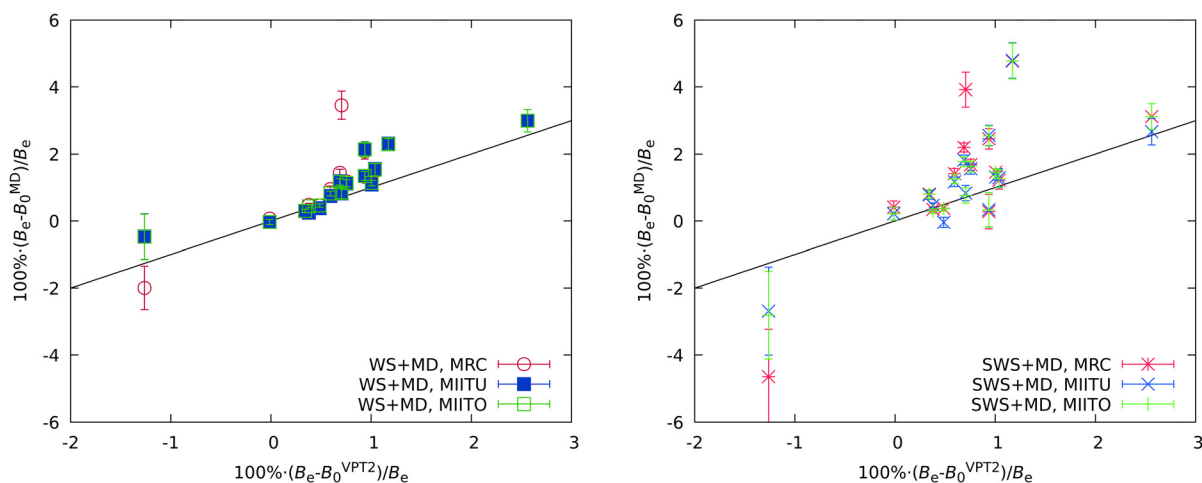 6
4
2
0
-2
-4
-6
-2 -1 0 1 2 3
100%·(Be-B0MD)/Be
100%·(Be-B0VPT2)/Be
WS+MD, MRC
WS+MD, MIITU
WS+MD, MIITO
6
4
2
0
-2
-4
-6
-2 -1 0 1 2 3
100%·(Be-B0MD)/Be
100%·(Be-B0VPT2)/Be
SWS+MD, MRC
SWS+MD, MIITU
SWS+MD, MIITO